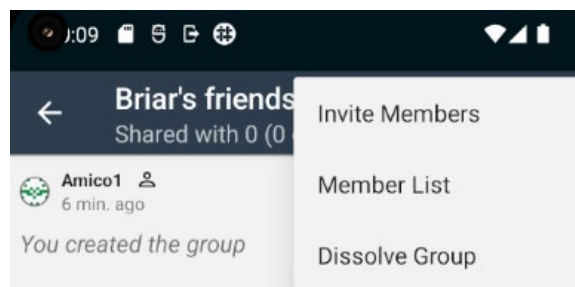 :09
Briar's friends
Shared with 0 (0
Invite Members
Member List
Dissolve Group
Amico1
6 min. ago
You created the group